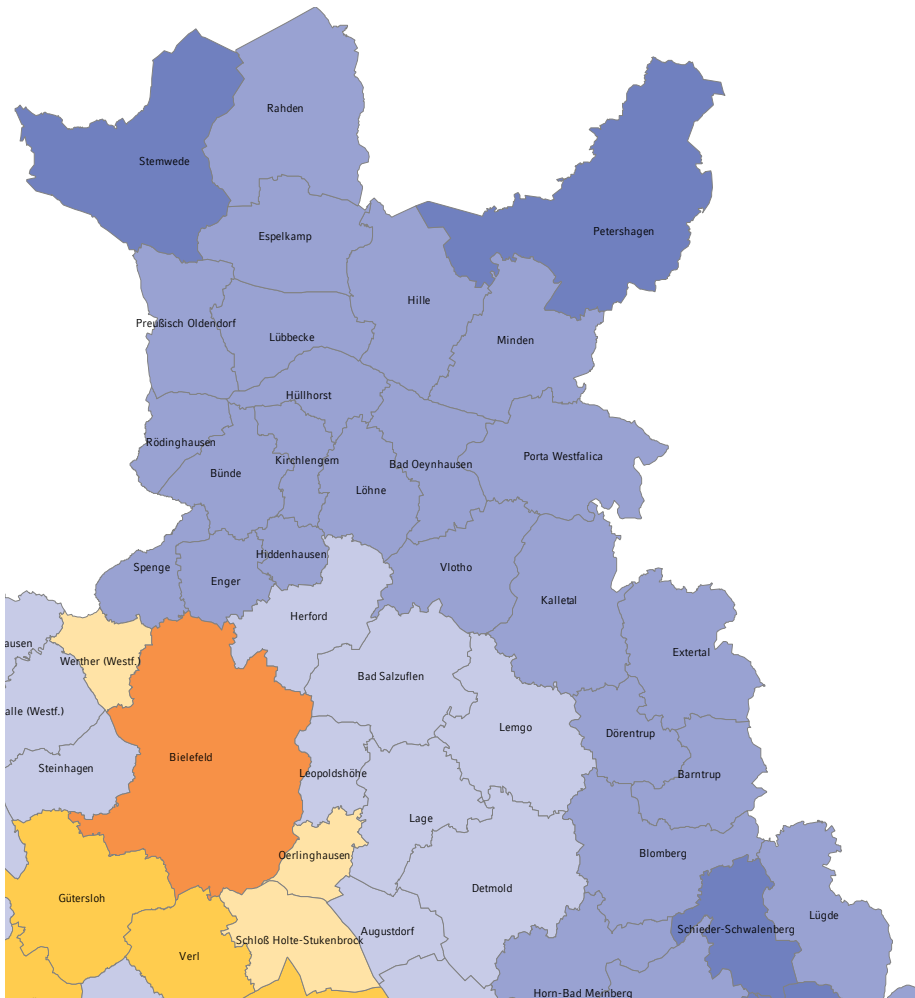 Rahden
Stemwede
Petershagen
Espelkamp
Hille
Preußisch Oldendorf
Lübbecke
Minden
Hüllhorst
Rödinghausen
Porta Westfalica
Kirchlengern
Bad Oeynhausen
Bünde
Löhne
Hiddenhausen
Spenge
Vlotho
Enger
Kalletal
Herford
ausen
Extertal
Werther (Westf.)
Bad Salzuflen
alle (Westf.)
Lemgo
Dörentrup
Bielefeld
Steinhagen
Leopoldshöhe
Barntrup
Lage
Blomberg
Oerlinghausen
Detmold
Gütersloh
Lügde
Schieder-Schwalenberg
Augustdorf
Schloß Holte-Stukenbrock
Verl
Horn-Bad Meinberg